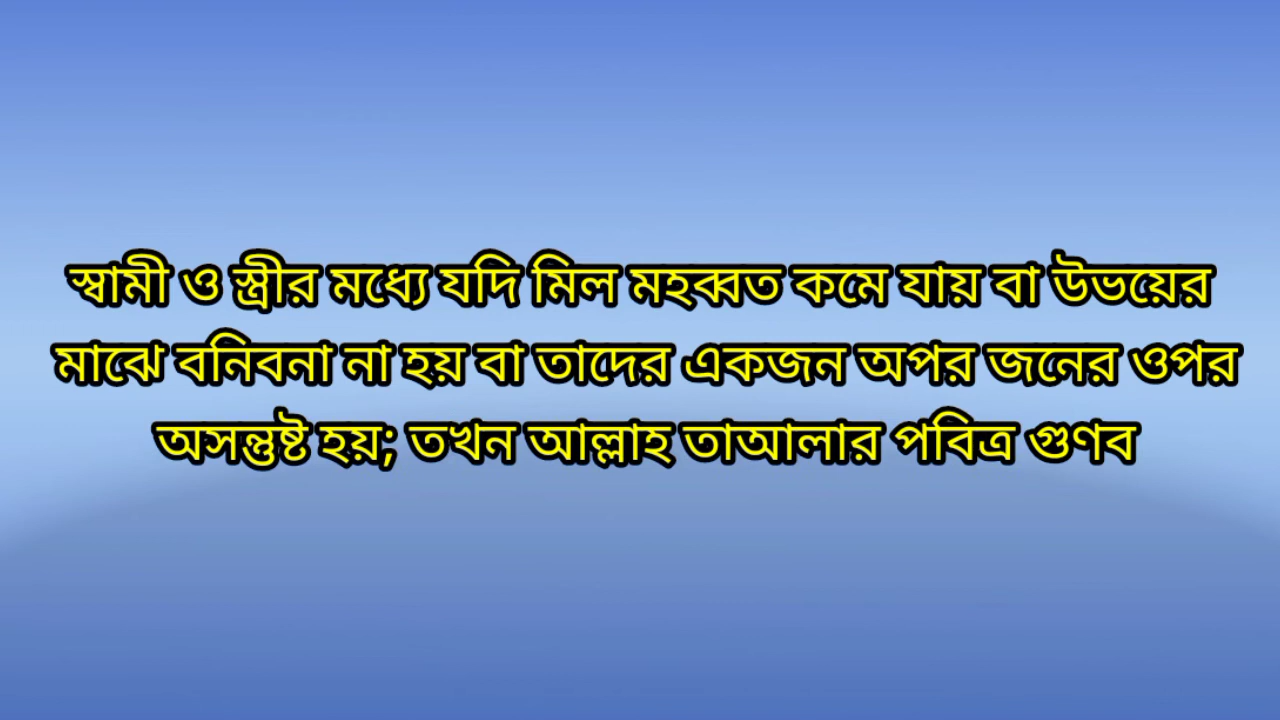 স্বামী ও স্ত্রীর মধ্যে যদি মিল মহব্বত কমে যায় বা উভয়ের
মাঝে বনিবনা না হয় বা তাদের একজন অপর জনের ওপর
অসন্তুষ্ট হয়; তখন আল্লাহ তাআলার পবিত্র গুণব